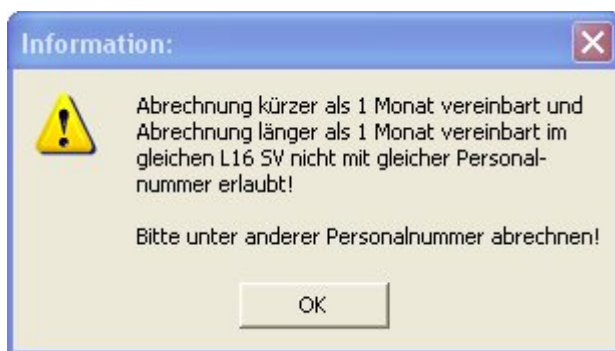 Information:
Abrechnung kürzer als 1 Monat vereinbart und
Abrechnung länger als 1 Monat vereinbart im
gleichen L16 SV nicht mit gleicher Personal-
nummer erlaubt!
Bitte unter anderer Personalnummer abrechnen!
OK